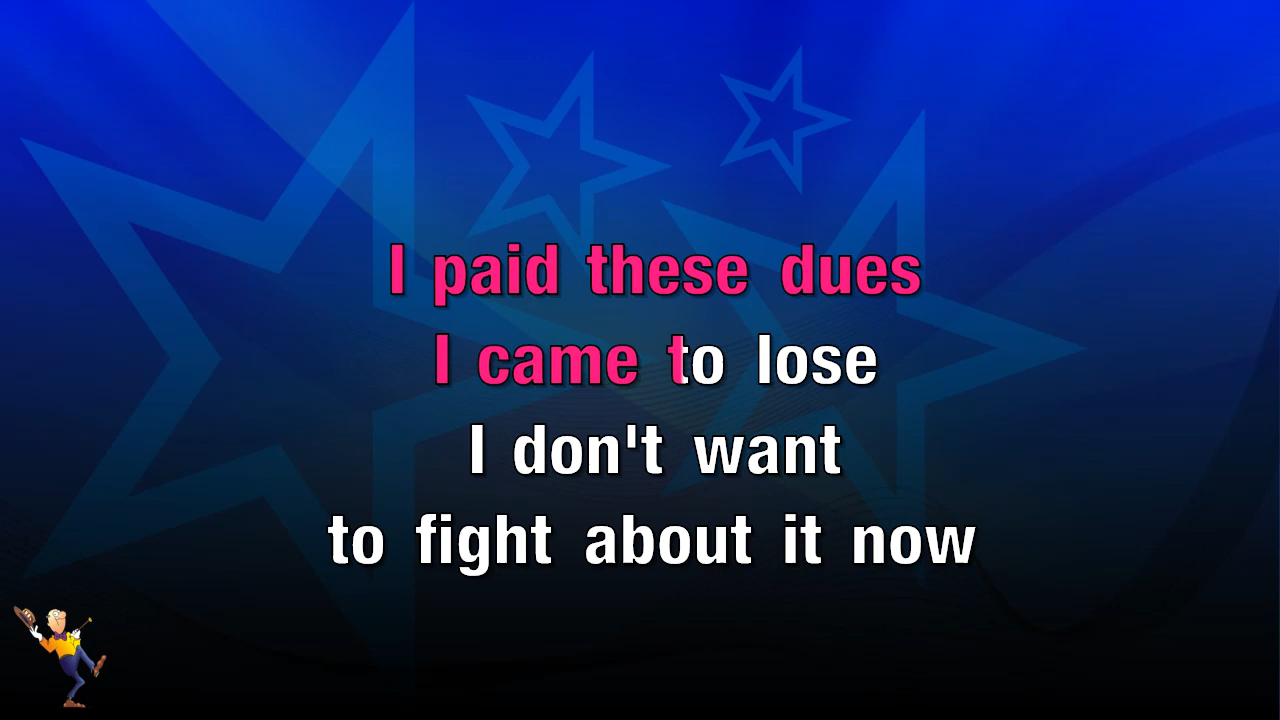 I paid these dues
I came to lose
I don't want
to fight about it now